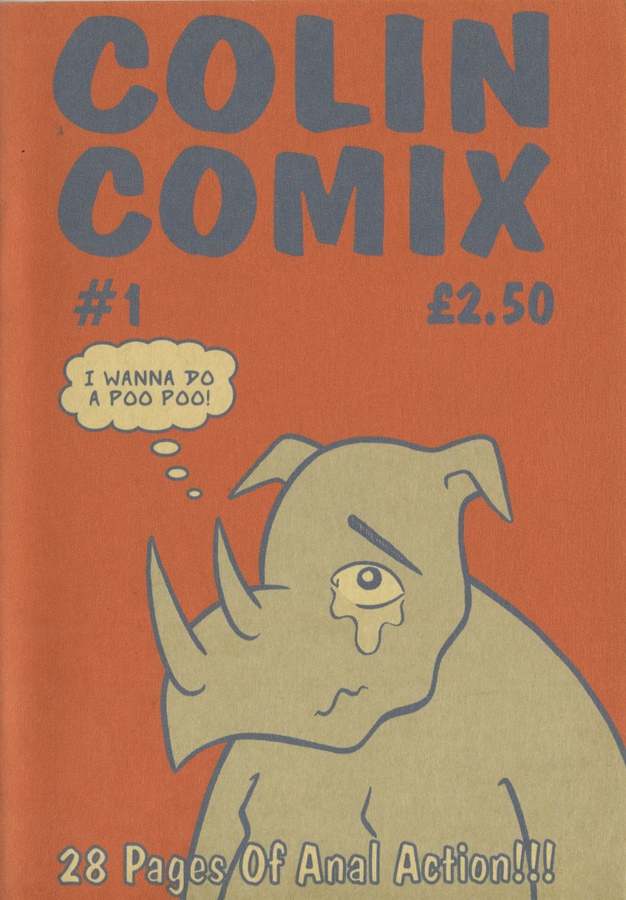 COLIN
COMIX
#1 £2.50
I WANNA DO
A POO POO!
28 Pages Of Anal Action!!!